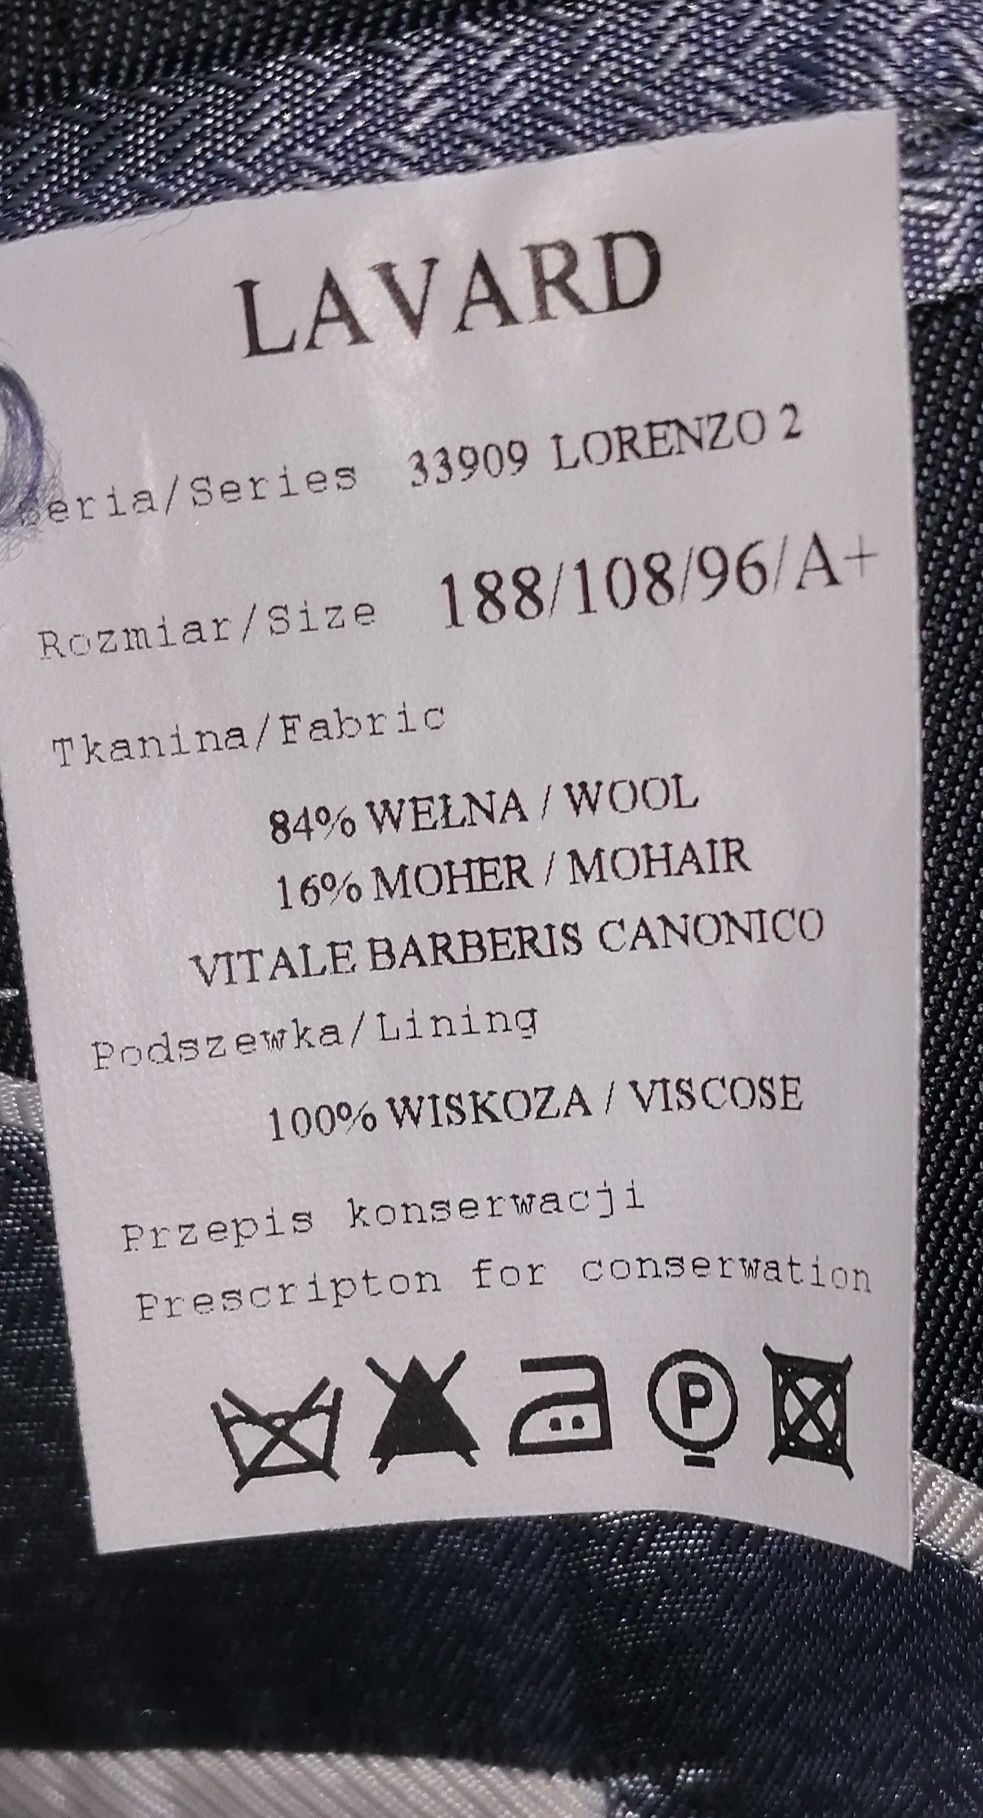 LAVARD
Seria/Series 33909 LORENZO 2
Rozmiar/Size 188/108/96/A+
Tkanina/Fabric
84% WEŁNA / WOOL
16% MOHER / MOHAIR
VITALE BARBERIS CANONICO
Podszewka/Lining
100% WISKOZA / VISCOSE
Przepis konserwacji
Prescripton for conserwation
P